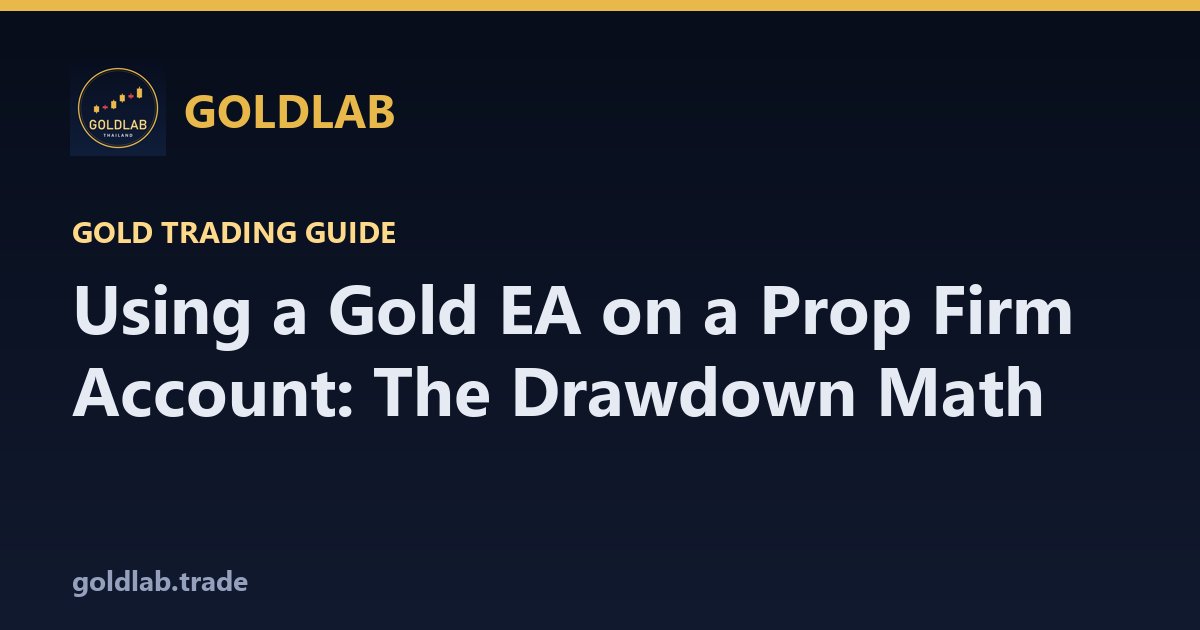 GOLDLAB
THAILAND
GOLDLAB
GOLD TRADING GUIDE
Using a Gold EA on a Prop Firm
Account: The Drawdown Math
goldlab.trade